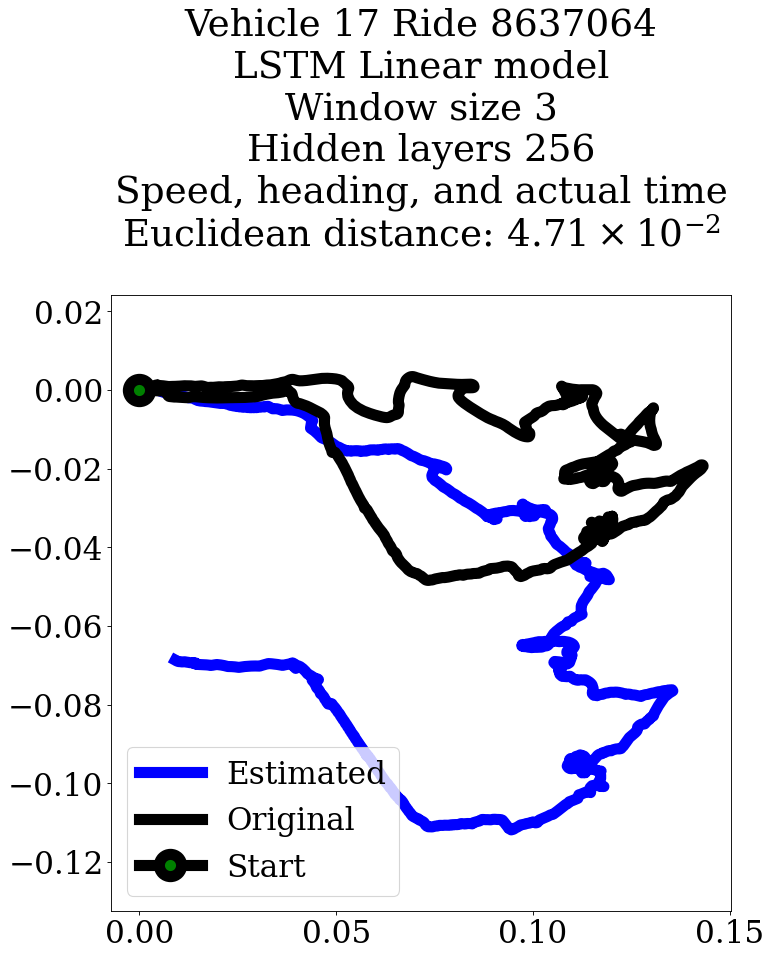 Vehicle 17 Ride 8637064
LSTM Linear model
Window size 3
Hidden layers 256
Speed, heading, and actual time
Euclidean distance: 4.71 × 10⁻²
0.02
0.00
−0.02
−0.04
−0.06
−0.08
−0.10
−0.12
Estimated
Original
Start
0.00 0.05 0.10 0.15